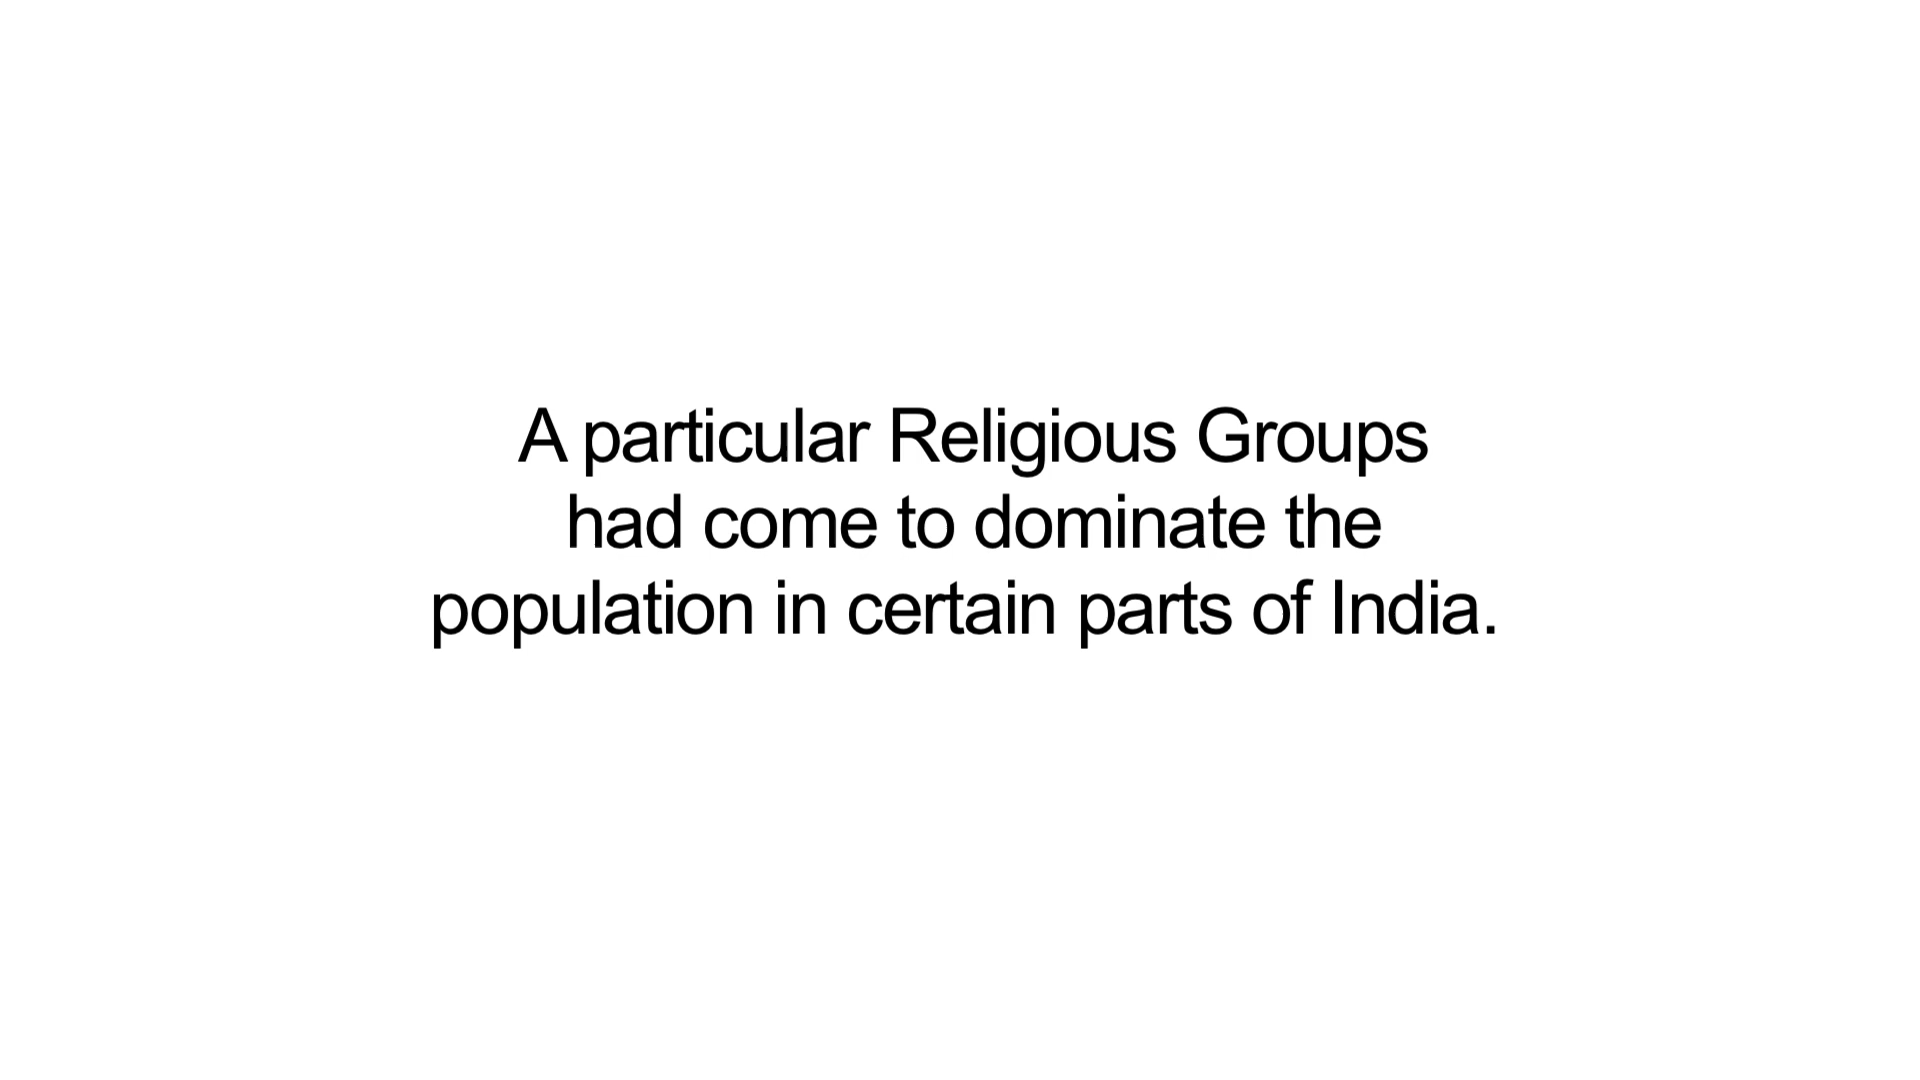 A particular Religious Groups
had come to dominate the
population in certain parts of India.